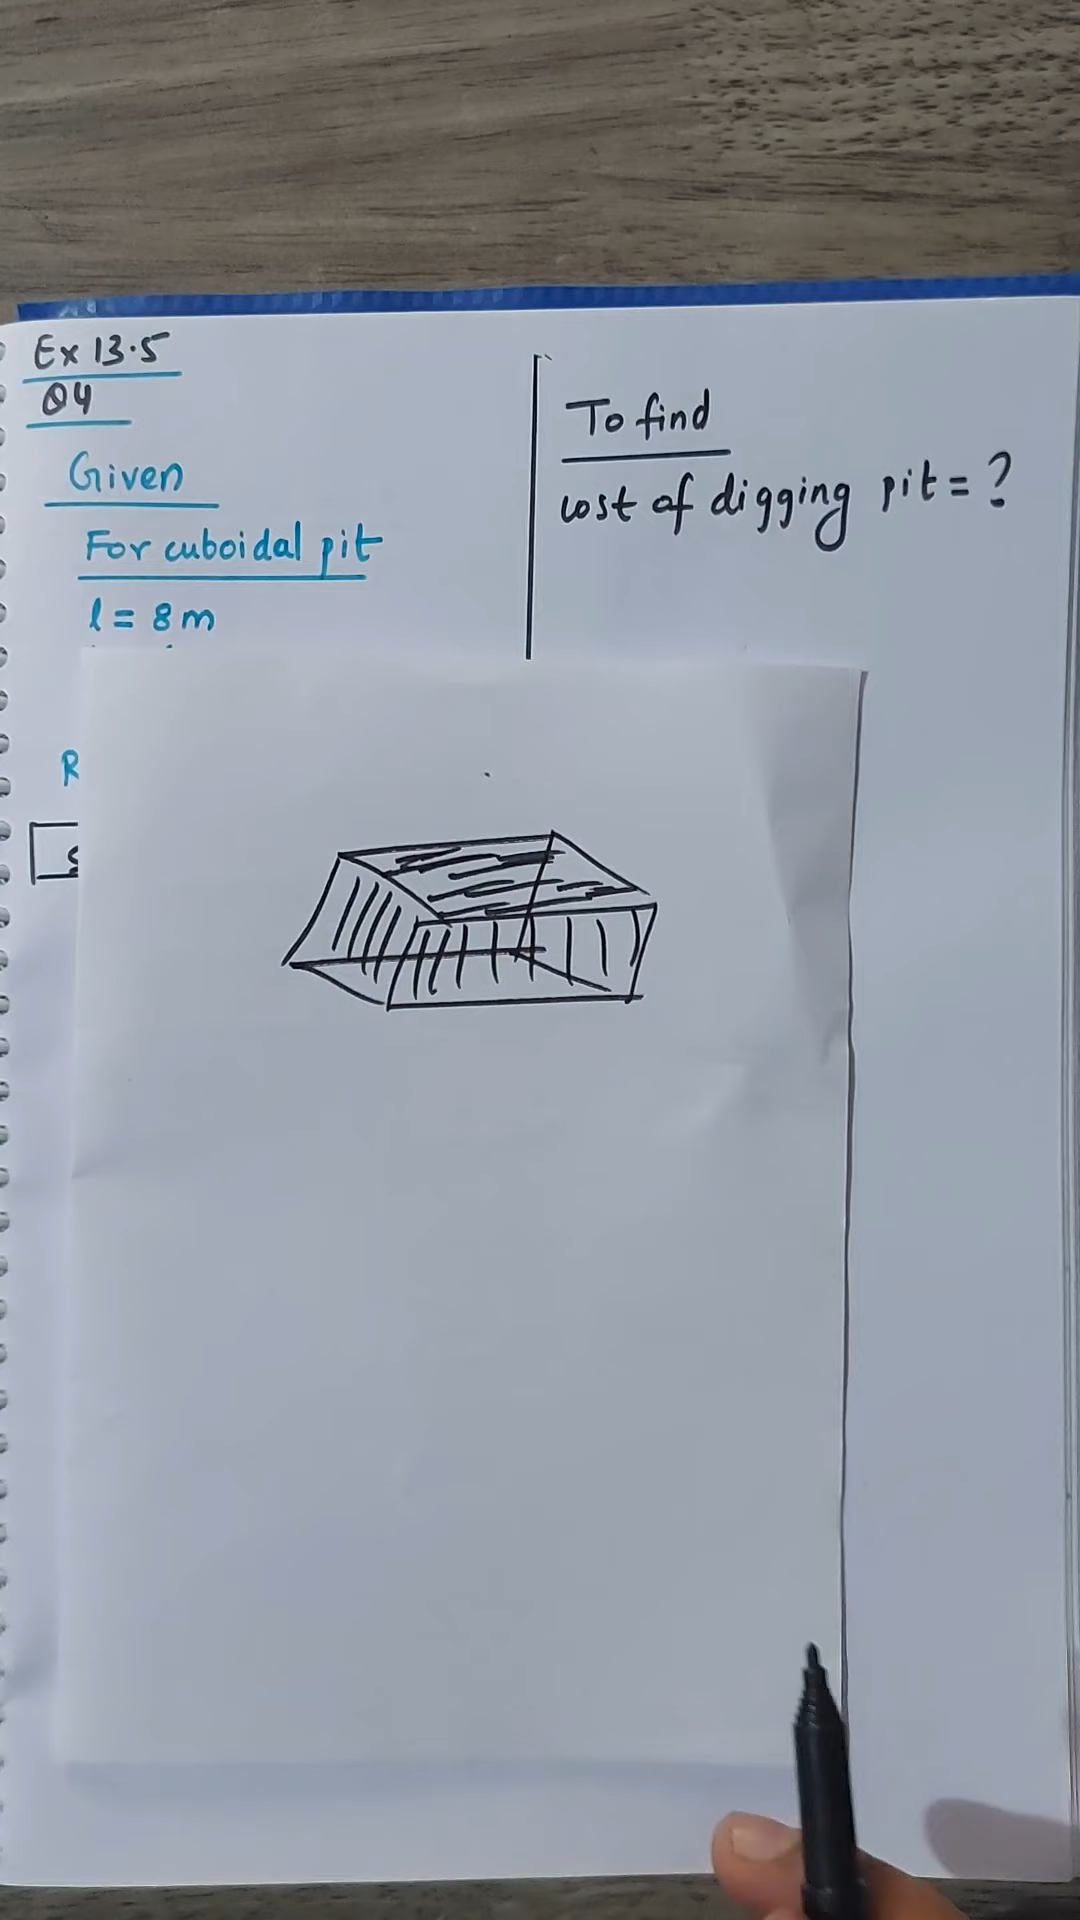 Ex 13.5
Q4
Given
For cuboidal pit
l = 8 m
R
To find
cost of digging pit = ?